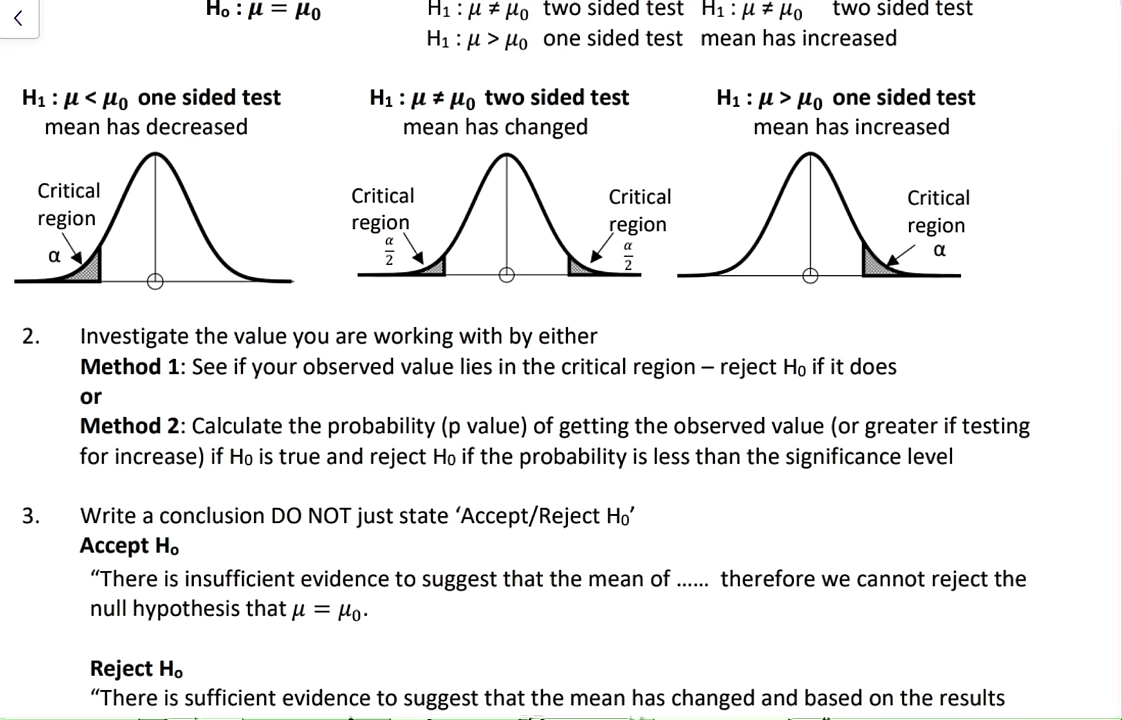 H₀ : μ = μ₀ H₁ : μ ≠ μ₀ two sided test H₁ : μ ≠ μ₀ two sided test
H₁ : μ > μ₀ one sided test mean has increased
H₁ : μ < μ₀ one sided test H₁ : μ ≠ μ₀ two sided test H₁ : μ > μ₀ one sided test
mean has decreased mean has changed mean has increased
Critical
region
α
Critical
region
α/2
Critical
region
α/2
Critical
region
α
2. Investigate the value you are working with by either
Method 1: See if your observed value lies in the critical region – reject H₀ if it does
or
Method 2: Calculate the probability (p value) of getting the observed value (or greater if testing
for increase) if H₀ is true and reject H₀ if the probability is less than the significance level
3. Write a conclusion DO NOT just state ‘Accept/Reject H₀’
Accept H₀
“There is insufficient evidence to suggest that the mean of ...... therefore we cannot reject the
null hypothesis that μ = μ₀.
Reject H₀
“There is sufficient evidence to suggest that the mean has changed and based on the results